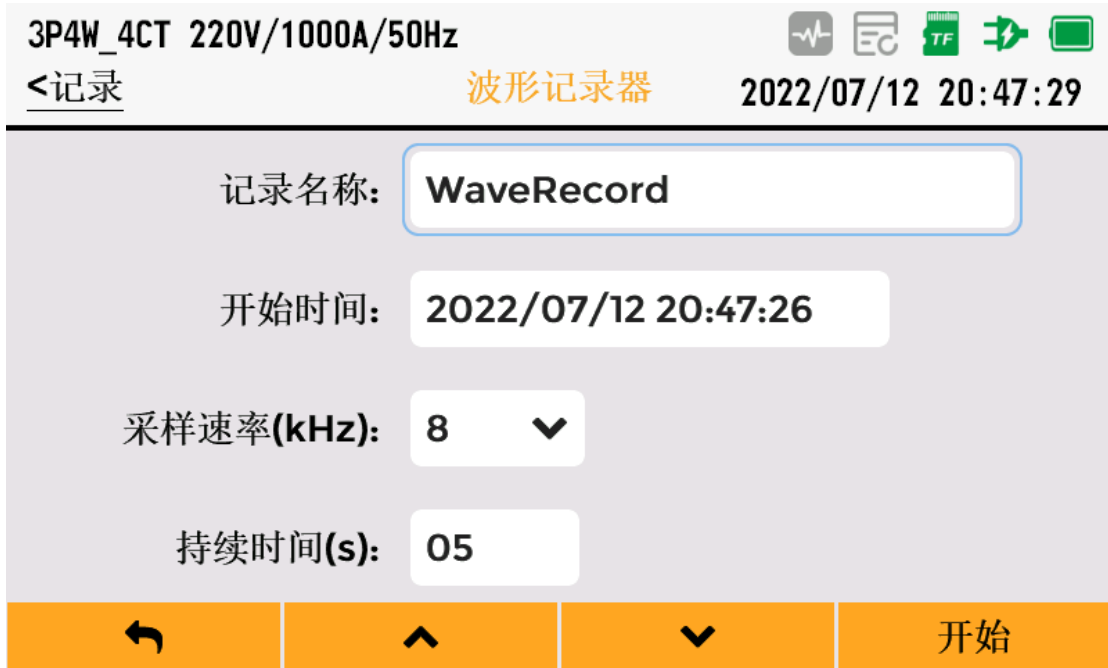 3P4W_4CT 220V/1000A/50Hz
TF
<记录 波形记录器 2022/07/12 20:47:29
记录名称: WaveRecord
开始时间: 2022/07/12 20:47:26
采样速率(kHz): 8
持续时间(s): 05
开始